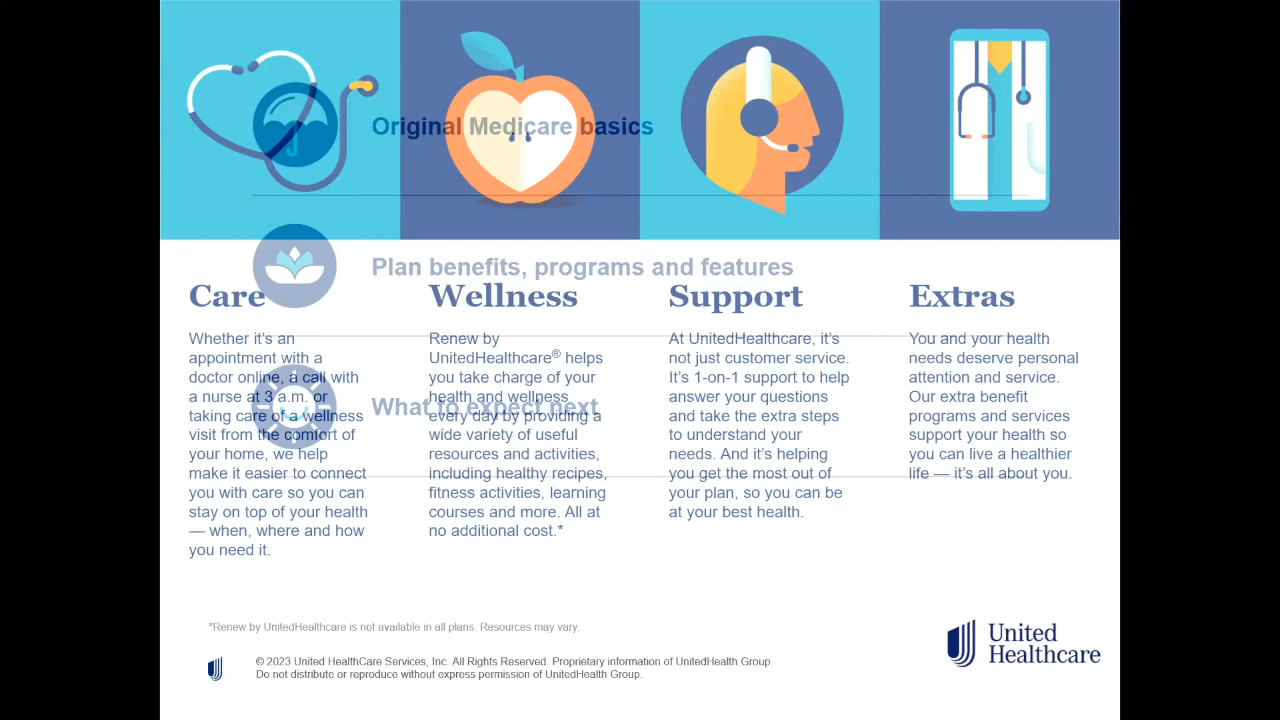 Original Medicare basics
Plan benefits, programs and features
What to expect next
Care
Whether it's an
appointment with a
doctor online, a call with
a nurse at 3 a.m. or
taking care of a wellness
visit from the comfort of
your home, we help
make it easier to connect
you with care so you can
stay on top of your health
— when, where and how
you need it.
Wellness
Renew by
UnitedHealthcare® helps
you take charge of your
health and wellness
every day by providing a
wide variety of useful
resources and activities,
including healthy recipes,
fitness activities, learning
courses and more. All at
no additional cost.*
Support
At UnitedHealthcare, it's
not just customer service.
It's 1-on-1 support to help
answer your questions
and take the extra steps
to understand your
needs. And it's helping
you get the most out of
your plan, so you can be
at your best health.
Extras
You and your health
needs deserve personal
attention and service.
Our extra benefit
programs and services
support your health so
you can live a healthier
life — it's all about you.
*Renew by UnitedHealthcare is not available in all plans. Resources may vary.
© 2023 United HealthCare Services, Inc. All Rights Reserved. Proprietary information of UnitedHealth Group.
Do not distribute or reproduce without express permission of UnitedHealth Group.
United
Healthcare